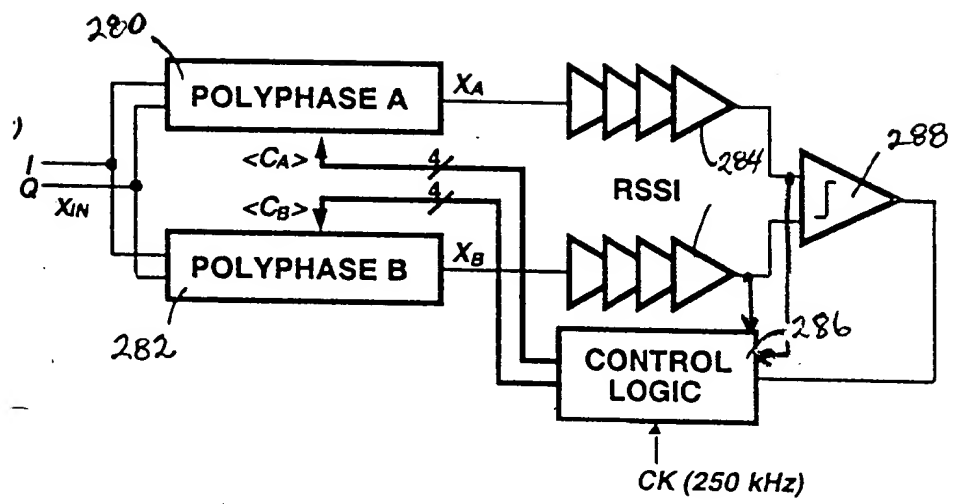 280
POLYPHASE A
XA
)
I
Q
XIN
<CA>
4
284
288
RSSI
<CB>
4
POLYPHASE B
XB
282
286
CONTROL
LOGIC
CK (250 kHz)